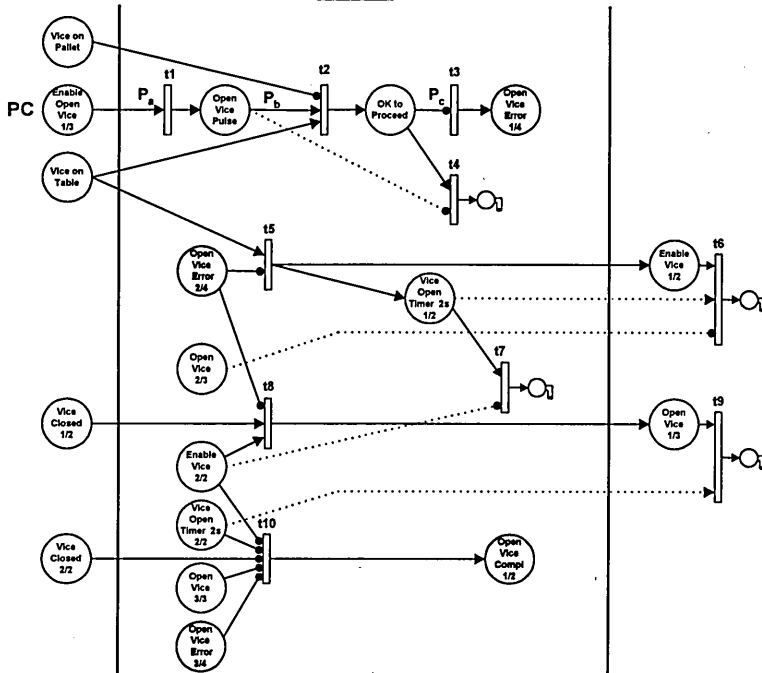 Vice on
Pallet
PC
Enable
Open
Vice
1/3
Pa
t1
Open
Vice
Pulse
Pb
t2
OK to
Proceed
Pc
t3
Open
Vice
Error
1/4
Vice on
Table
t4
t5
Open
Vice
Error
2/4
Vice
Open
Timer 2s
1/2
Enable
Vice
1/2
t6
Open
Vice
2/3
t7
t8
Vice
Closed
1/2
Open
Vice
1/3
t9
Enable
Vice
2/2
Vice
Open
Timer 2s
2/2
t10
Vice
Closed
2/2
Open
Vice
Compl
1/2
Open
Vice
3/3
Open
Vice
Error
3/4